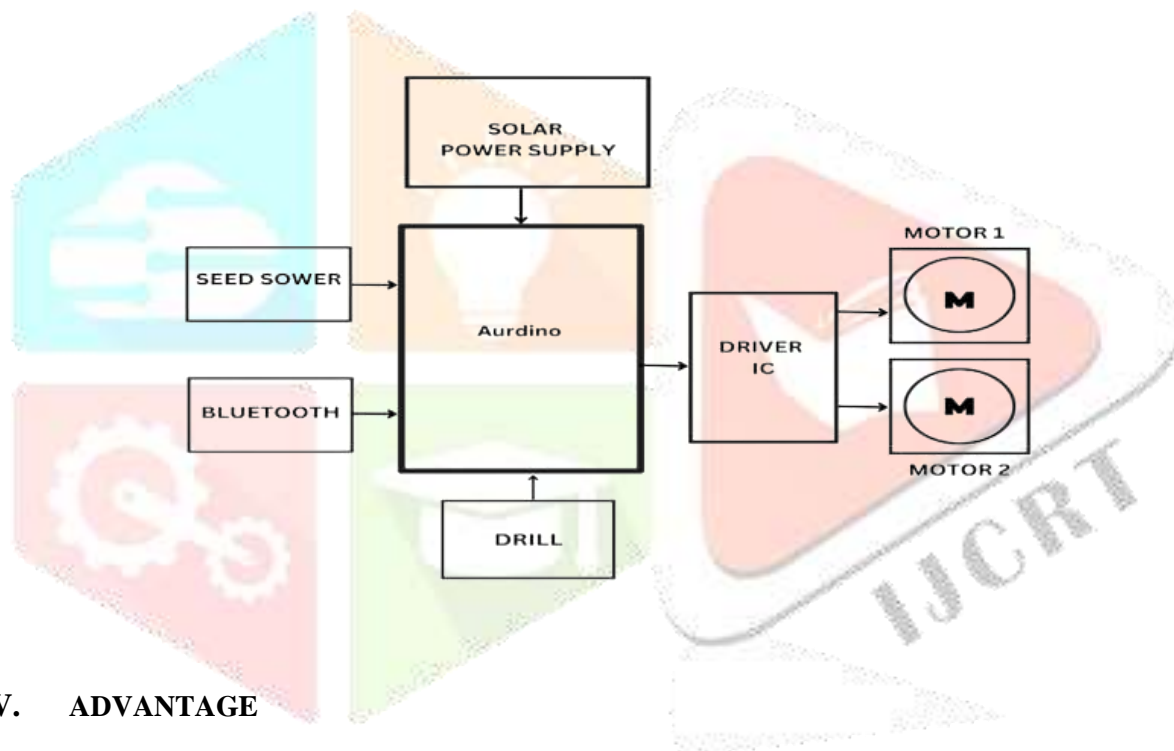 SOLAR
POWER SUPPLY
MOTOR 1
SEED SOWER
M
Aurdino
DRIVER
IC
BLUETOOTH
M
MOTOR 2
DRILL
IJCRT
V. ADVANTAGE